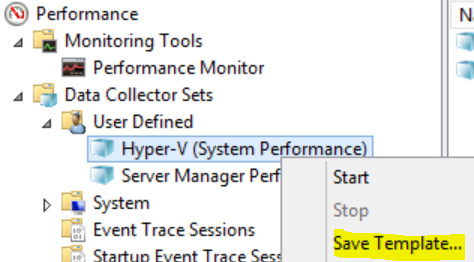 Performance
Monitoring Tools
Performance Monitor
Data Collector Sets
User Defined
Hyper-V (System Performance)
Server Manager Perf
Start
System
Stop
Event Trace Sessions
Save Template...
Startup Event Trace Sess